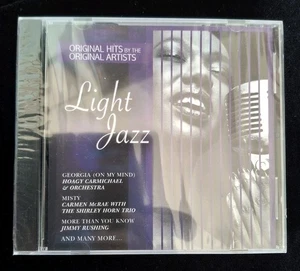 ORIGINAL HITS BY THE
ORIGINAL ARTISTS
Light
Jazz
GEORGIA (ON MY MIND)
HOAGY CARMICHAEL
& ORCHESTRA
MISTY
CARMEN McRAE WITH
THE SHIRLEY HORN TRIO
MORE THAN YOU KNOW
JIMMY RUSHING
AND MANY MORE...